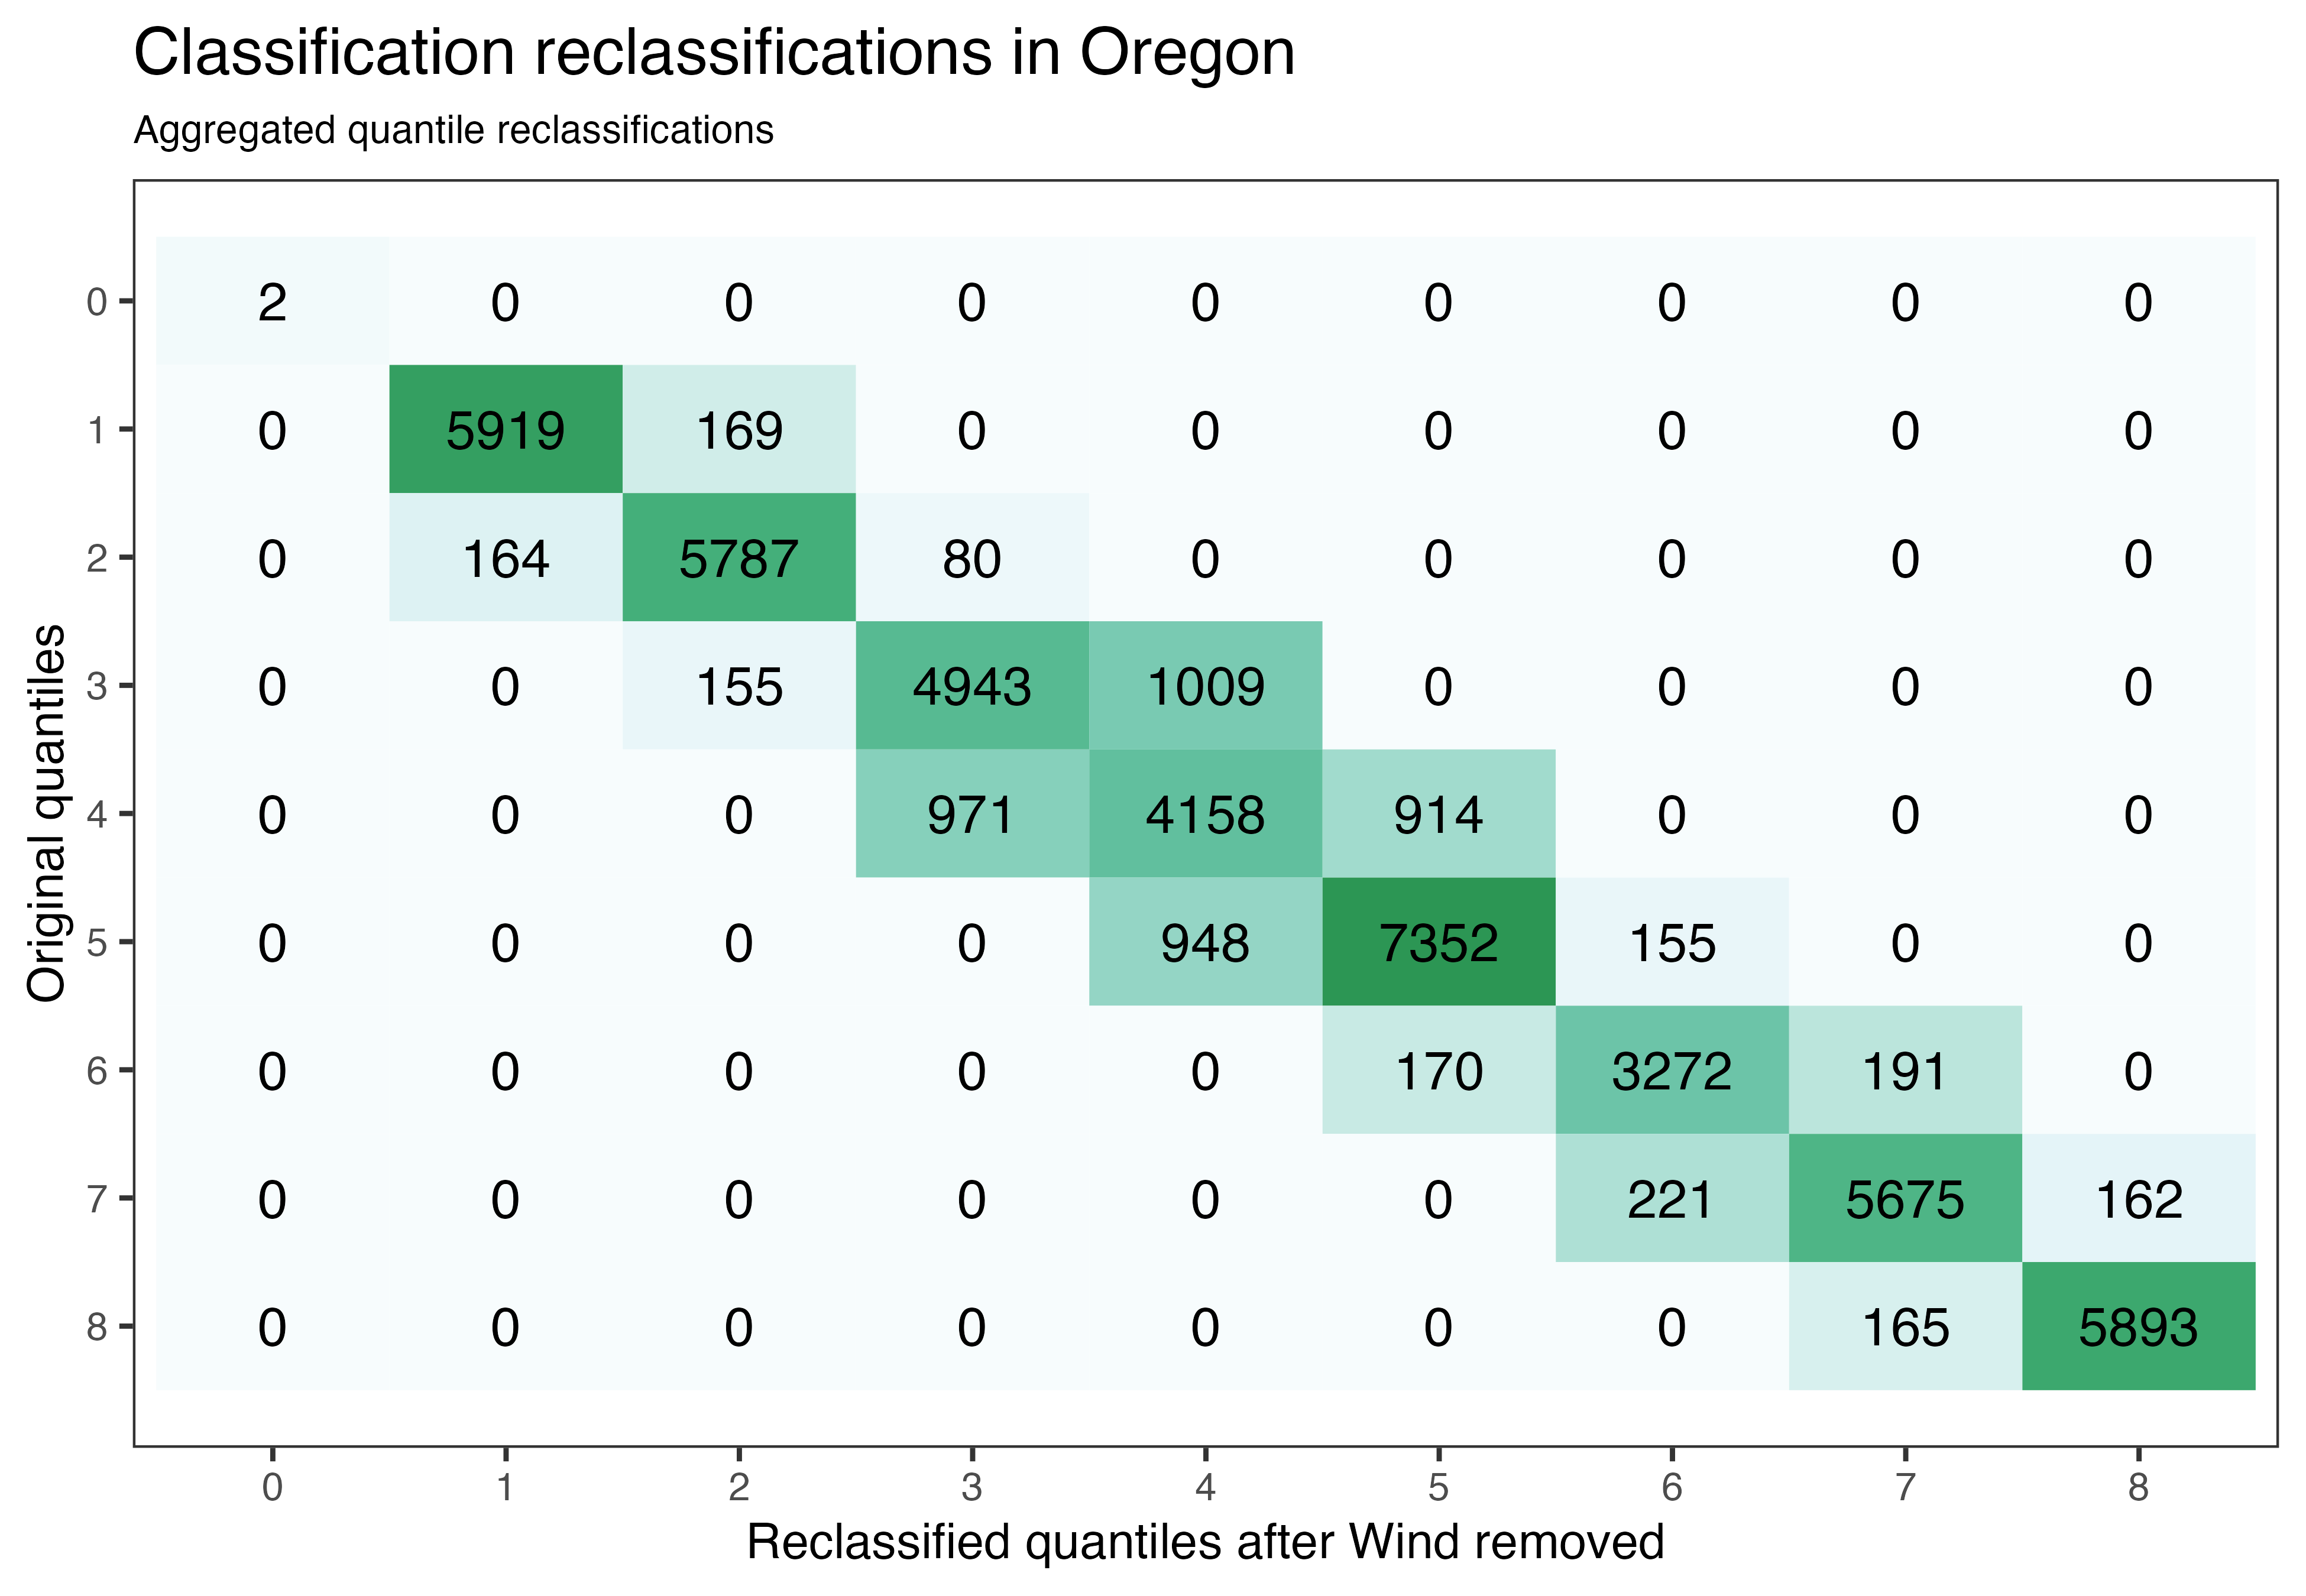 Classification reclassifications in Oregon
Aggregated quantile reclassifications
Original quantiles
0 2 0 0 0 0 0 0 0 0
1 0 5919 169 0 0 0 0 0 0
2 0 164 5787 80 0 0 0 0 0
3 0 0 155 4943 1009 0 0 0 0
4 0 0 0 971 4158 914 0 0 0
5 0 0 0 0 948 7352 155 0 0
6 0 0 0 0 0 170 3272 191 0
7 0 0 0 0 0 0 221 5675 162
8 0 0 0 0 0 0 0 165 5893
0 1 2 3 4 5 6 7 8
Reclassified quantiles after Wind removed